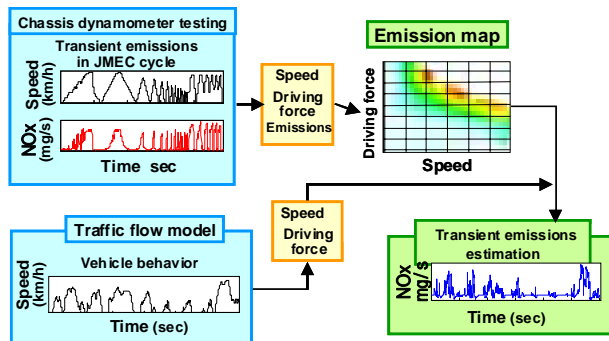 Chassis dynamometer testing
Transient emissions
in JMEC cycle
Speed
(km/h)
NOx
(mg/s)
Time sec
Speed
Driving
force
Emissions
Emission map
Driving force
Speed
Traffic flow model
Vehicle behavior
Speed
(km/h)
Time (sec)
Speed
Driving
force
Transient emissions
estimation
NOx
mg/s
Time (sec)